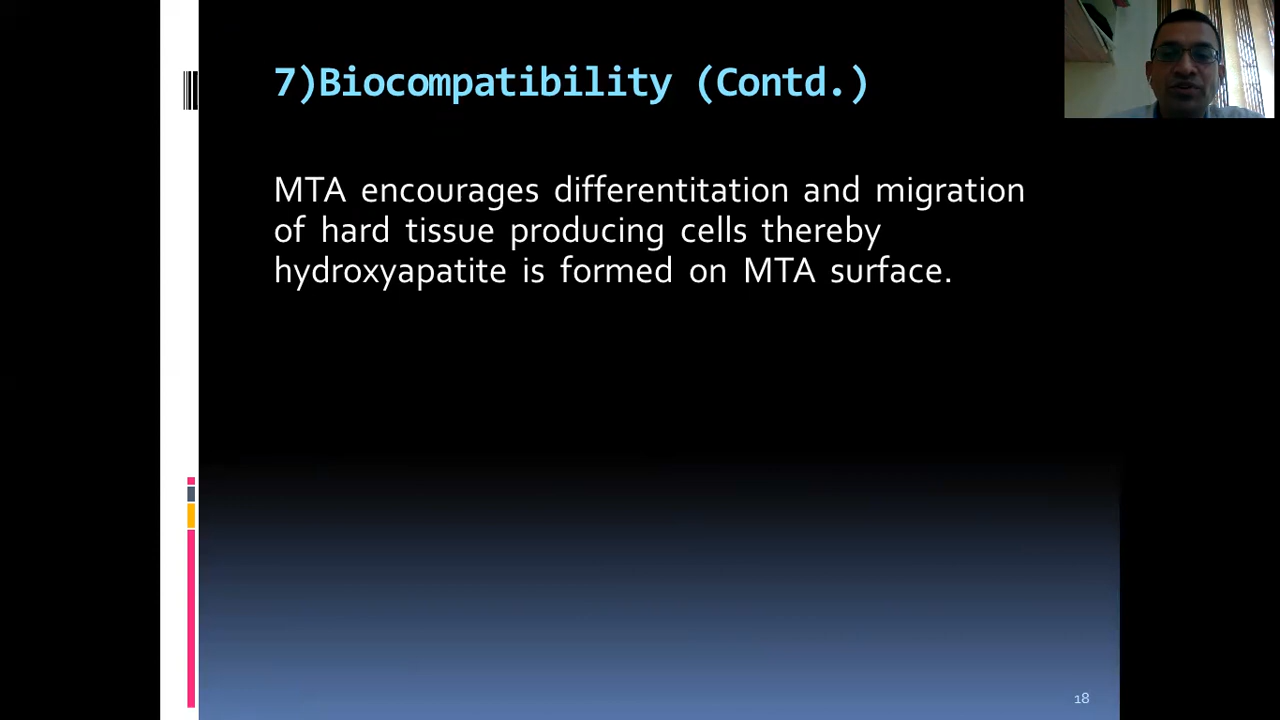 7)Biocompatibility (Contd.)
MTA encourages differentitation and migration
of hard tissue producing cells thereby
hydroxyapatite is formed on MTA surface.
18